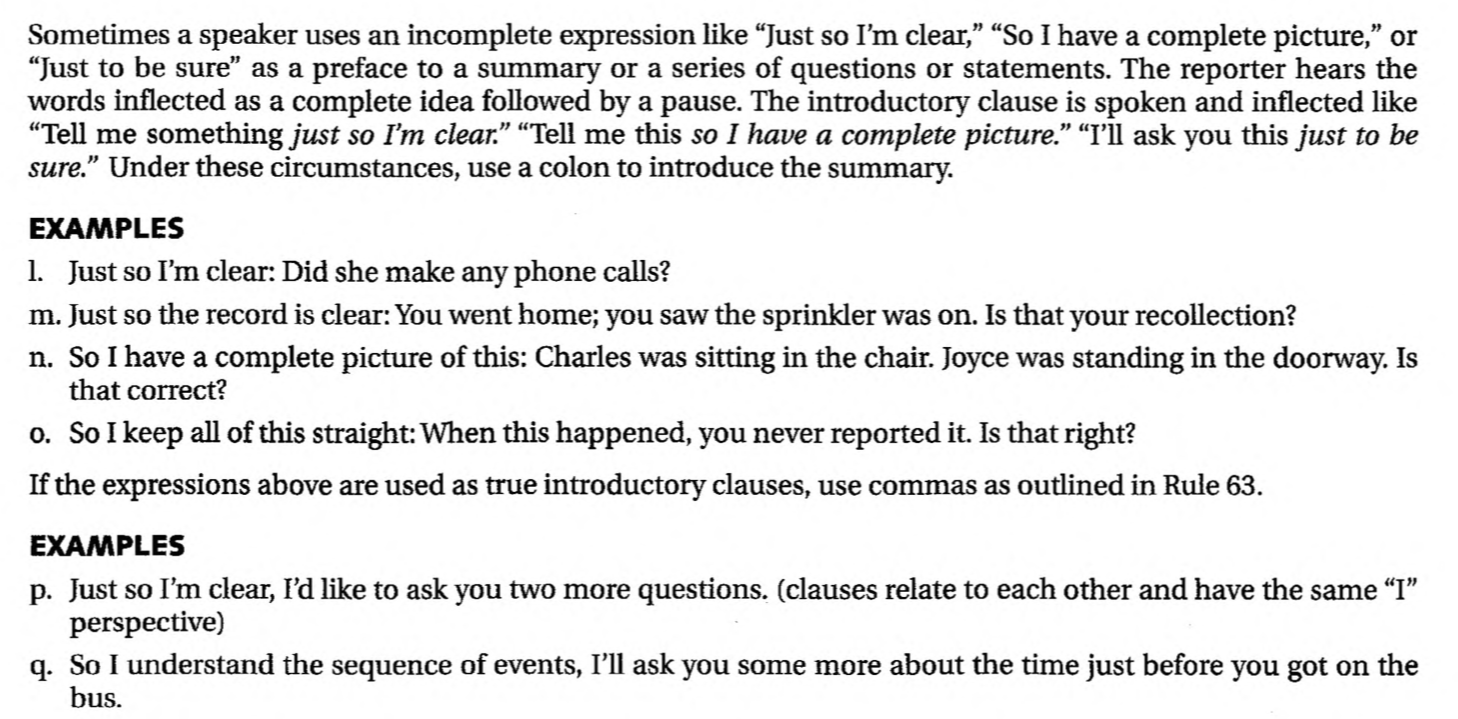 Sometimes a speaker uses an incomplete expression like “Just so I’m clear,” “So I have a complete picture,” or
“Just to be sure” as a preface to a summary or a series of questions or statements. The reporter hears the
words inflected as a complete idea followed by a pause. The introductory clause is spoken and inflected like
“Tell me something just so I’m clear.” “Tell me this so I have a complete picture.” “I’ll ask you this just to be
sure.” Under these circumstances, use a colon to introduce the summary.
EXAMPLES
l. Just so I’m clear: Did she make any phone calls?
m. Just so the record is clear: You went home; you saw the sprinkler was on. Is that your recollection?
n. So I have a complete picture of this: Charles was sitting in the chair. Joyce was standing in the doorway. Is
that correct?
o. So I keep all of this straight: When this happened, you never reported it. Is that right?
If the expressions above are used as true introductory clauses, use commas as outlined in Rule 63.
EXAMPLES
p. Just so I’m clear, I’d like to ask you two more questions. (clauses relate to each other and have the same “I”
perspective)
q. So I understand the sequence of events, I’ll ask you some more about the time just before you got on the
bus.